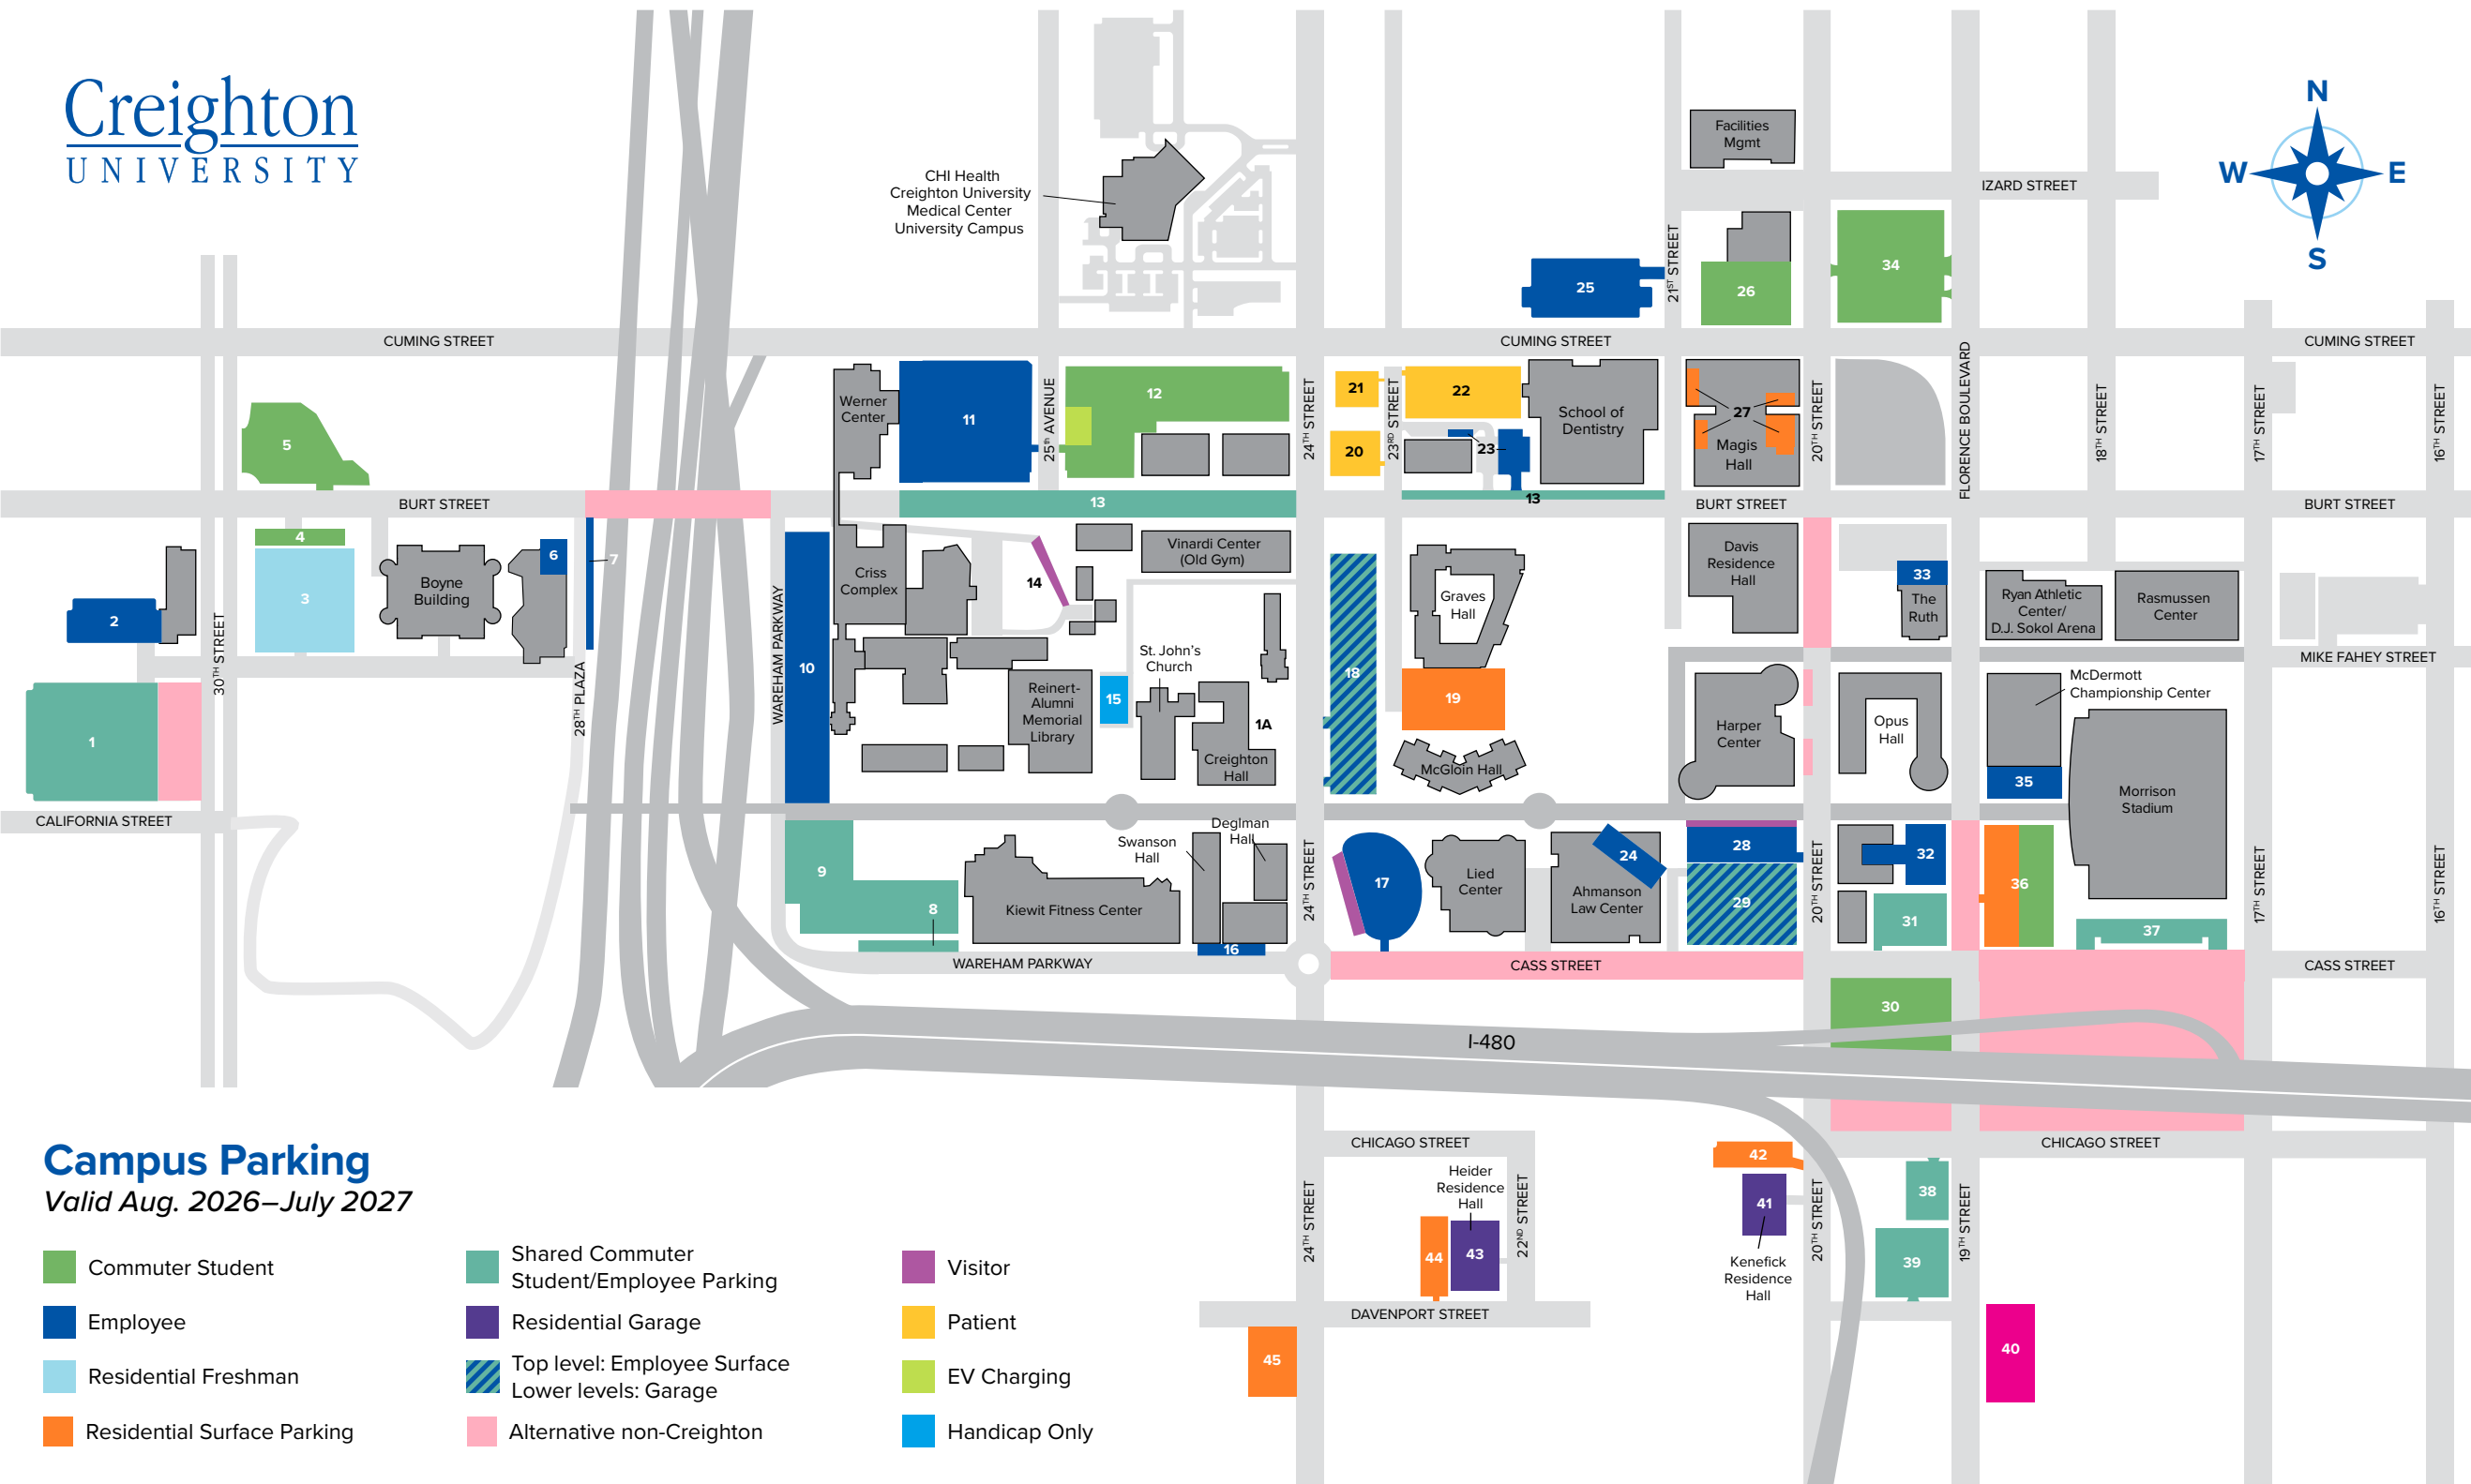 Creighton
UNIVERSITY
N
W
E
S
Facilities
Mgmt
CHI Health
Creighton University
Medical Center
University Campus
IZARD STREET
21ST STREET
25
26
34
CUMING STREET
CUMING STREET
CUMING STREET
Werner
Center
11
25th AVENUE
12
24TH STREET
21
20
23RD STREET
22
23
School of
Dentistry
27
Magis
Hall
20TH STREET
FLORENCE BOULEVARD
18TH STREET
17TH STREET
16TH STREET
5
BURT STREET
13
13
BURT STREET
BURT STREET
4
3
2
30TH STREET
Boyne
Building
6
7
28TH PLAZA
WAREHAM PARKWAY
10
Criss
Complex
14
Vinardi Center
(Old Gym)
St. John's
Church
Reinert-
Alumni
Memorial
Library
15
1A
Creighton
Hall
18
Graves
Hall
19
McGloin Hall
Davis
Residence
Hall
33
The
Ruth
Ryan Athletic
Center/
D.J. Sokol Arena
Rasmussen
Center
MIKE FAHEY STREET
McDermott
Championship Center
Harper
Center
Opus
Hall
35
Morrison
Stadium
1
CALIFORNIA STREET
9
8
Kiewit Fitness Center
Swanson
Hall
Deglman
Hall
16
24TH STREET
17
Lied
Center
24
Ahmanson
Law Center
28
29
20TH STREET
32
31
36
37
17TH STREET
16TH STREET
WAREHAM PARKWAY
CASS STREET
CASS STREET
30
I-480
CHICAGO STREET
CHICAGO STREET
24TH STREET
Heider
Residence
Hall
22ND STREET
44
43
42
41
Kenefick
Residence
Hall
20TH STREET
38
39
19TH STREET
DAVENPORT STREET
45
40
Campus Parking
Valid Aug. 2026–July 2027
Commuter Student
Employee
Residential Freshman
Residential Surface Parking
Shared Commuter
Student/Employee Parking
Residential Garage
Top level: Employee Surface
Lower levels: Garage
Alternative non-Creighton
Visitor
Patient
EV Charging
Handicap Only